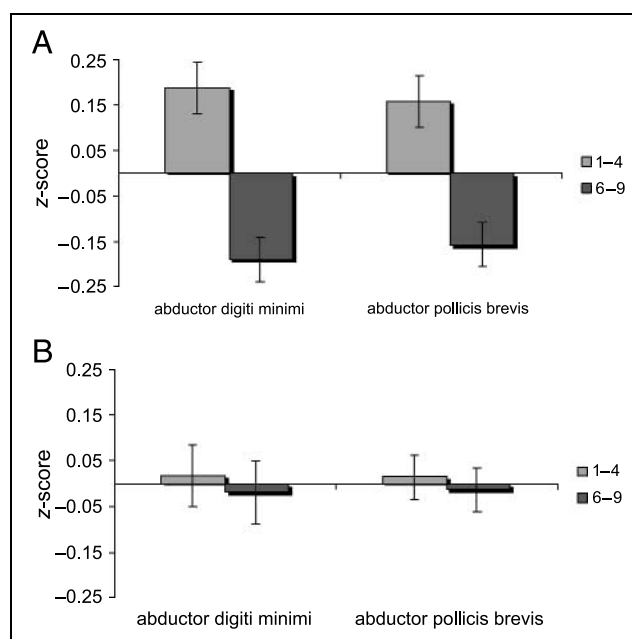 A
0.25
0.15
0.05
−0.05
−0.15
−0.25
z-score
1–4
6–9
abductor digiti minimi
abductor pollicis brevis
B
0.25
0.15
0.05
−0.05
−0.15
−0.25
z-score
1–4
6–9
abductor digiti minimi
abductor pollicis brevis